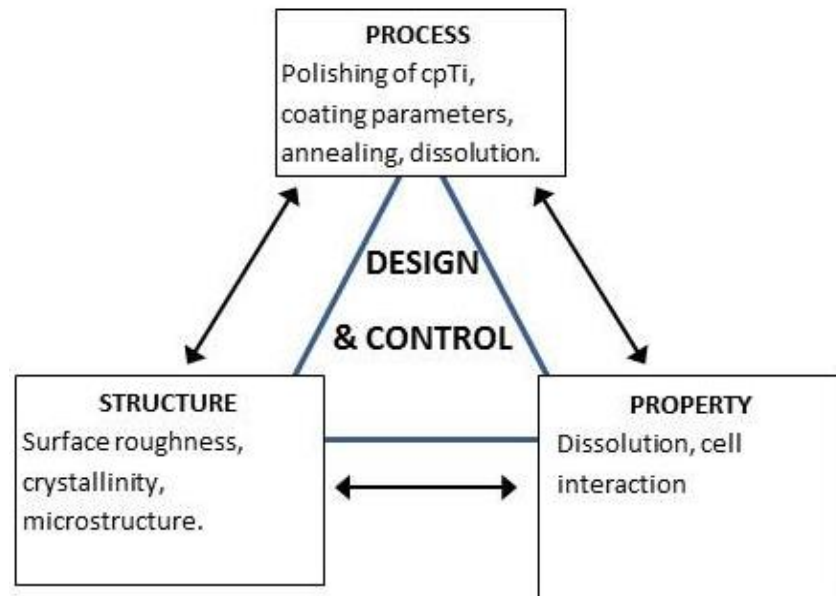 PROCESS
Polishing of cpTi,
coating parameters,
annealing, dissolution.
DESIGN
& CONTROL
STRUCTURE
Surface roughness,
crystallinity,
microstructure.
PROPERTY
Dissolution, cell
interaction